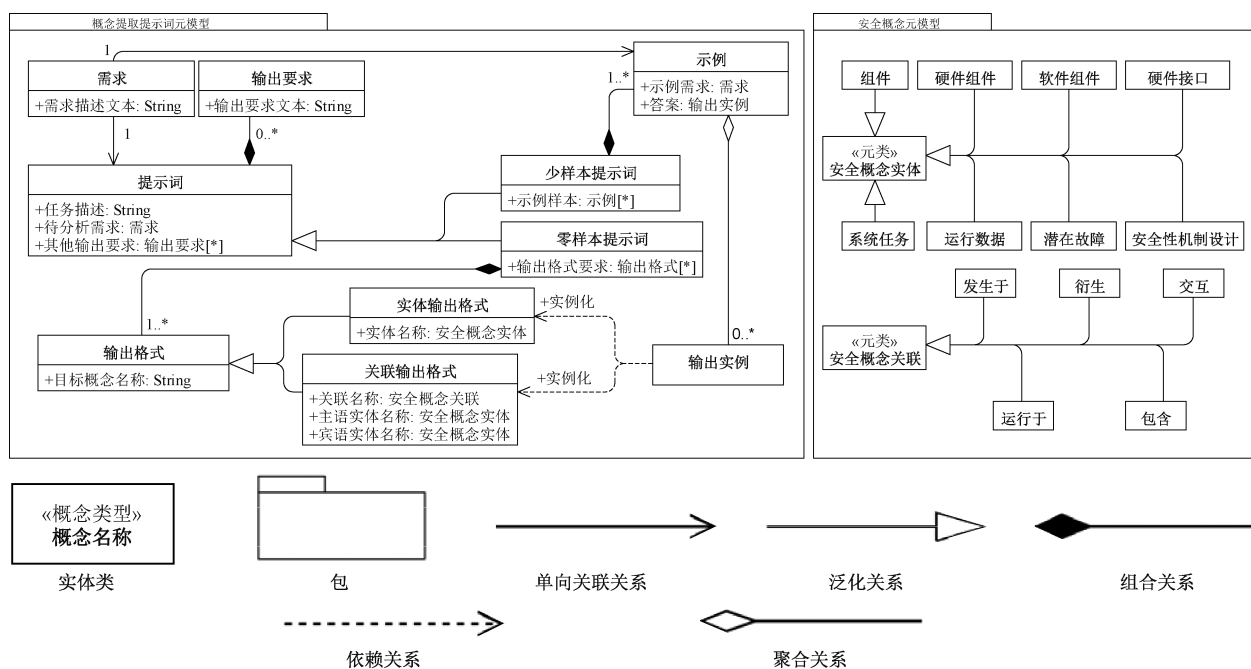 概念提取提示词元模型
1
需求
+需求描述文本: String
输出要求
+输出要求文本: String
1
0..*
示例
+示例需求: 需求
+答案: 输出实例
1..*
提示词
+任务描述: String
+待分析需求: 需求
+其他输出要求: 输出要求[*]
少样本提示词
+示例样本: 示例[*]
零样本提示词
+输出格式要求: 输出格式[*]
1..*
输出格式
+目标概念名称: String
实体输出格式
+实体名称: 安全概念实体
关联输出格式
+关联名称: 安全概念关联
+主语实体名称: 安全概念实体
+宾语实体名称: 安全概念实体
+实例化
+实例化
0..*
输出实例
安全概念元模型
组件
硬件组件
软件组件
硬件接口
«元类»
安全概念实体
系统任务
运行数据
潜在故障
安全性机制设计
发生于
衍生
交互
«元类»
安全概念关联
运行于
包含
«概念类型»
概念名称
实体类
包
单向关联关系
泛化关系
组合关系
依赖关系
聚合关系